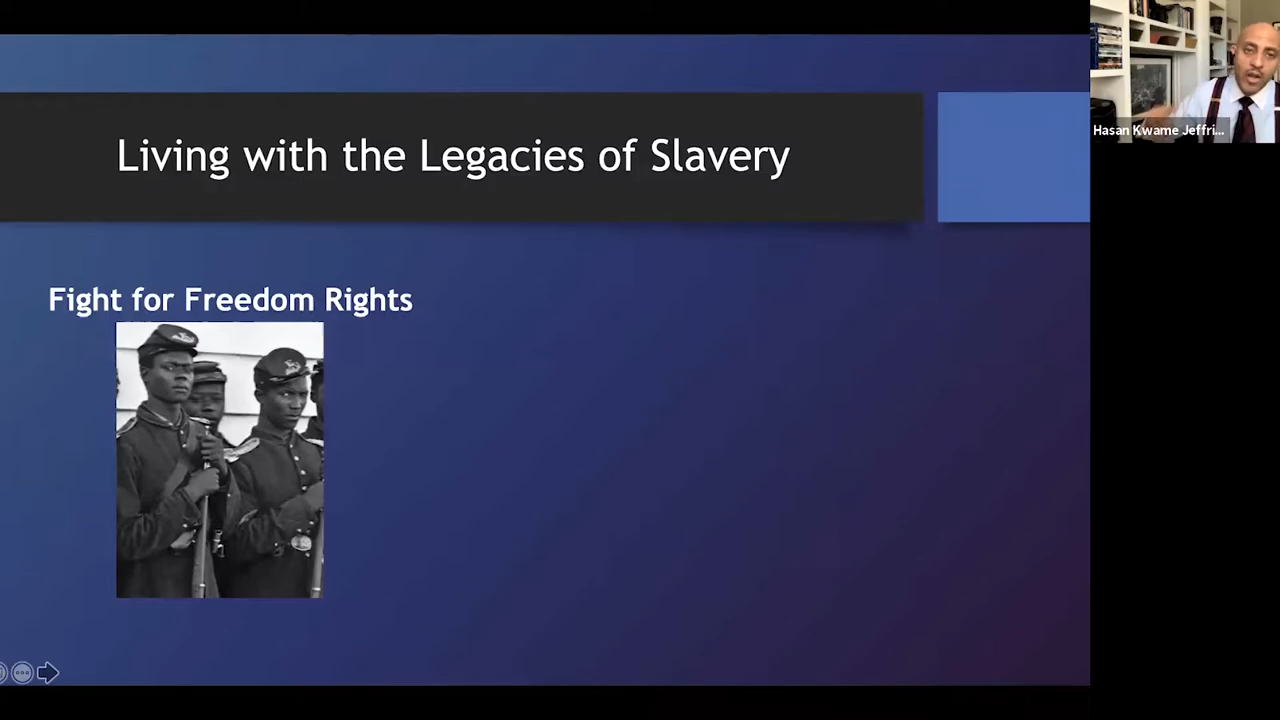 Living with the Legacies of Slavery
Fight for Freedom Rights
Hasan Kwame Jeffri...